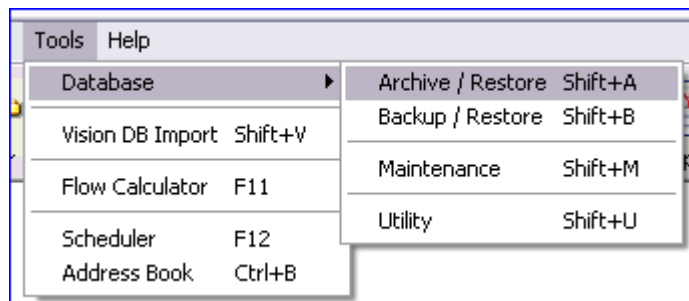 Tools Help
Database
Vision DB Import Shift+V
Flow Calculator F11
Scheduler F12
Address Book Ctrl+B
Archive / Restore Shift+A
Backup / Restore Shift+B
Maintenance Shift+M
Utility Shift+U